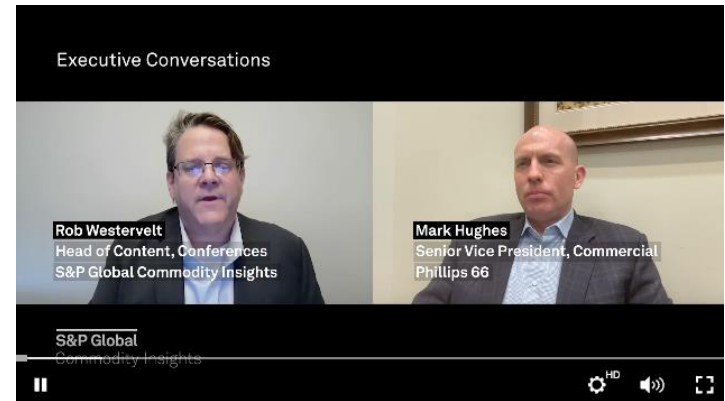 Executive Conversations
Rob Westervelt
Head of Content, Conferences
S&P Global Commodity Insights
Mark Hughes
Senior Vice President, Commercial
Phillips 66
S&P Global
Commodity Insights
HD